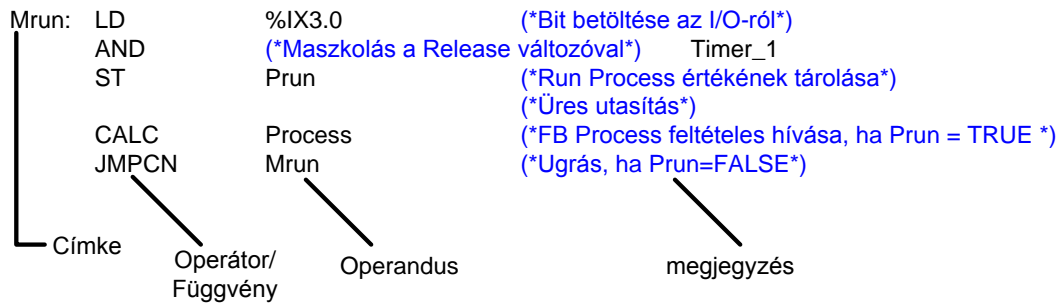 Mrun: LD %IX3.0 (*Bit betöltése az I/O-ról*)
AND (*Maszkolás a Release változóval*) Timer_1
ST Prun (*Run Process értékének tárolása*)
(*Üres utasítás*)
CALC Process (*FB Process feltételes hívása, ha Prun = TRUE *)
JMPCN Mrun (*Ugrás, ha Prun=FALSE*)
Címke
Operátor/
Függvény
Operandus
megjegyzés